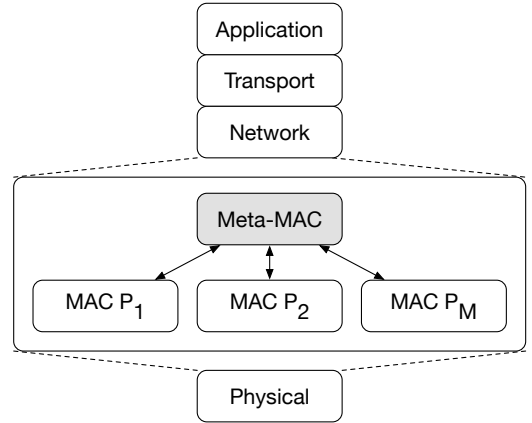 Application
Transport
Network
Meta-MAC
MAC P1 MAC P2 MAC PM
Physical